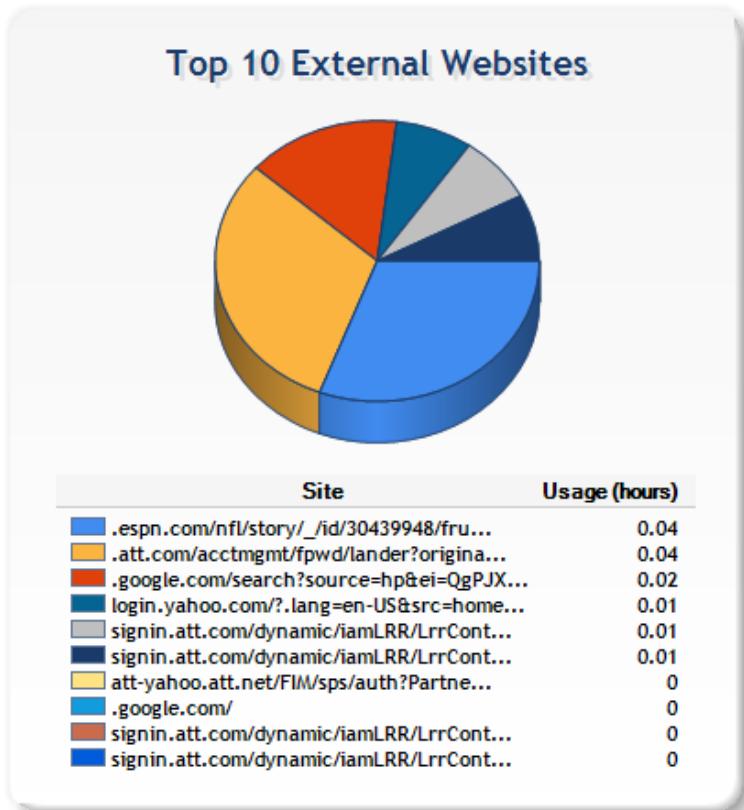 Top 10 External Websites
Site Usage (hours)
.espn.com/nfl/story/_/id/30439948/fru... 0.04
.att.com/acctmgmt/fpwd/lander?origina... 0.04
.google.com/search?source=hp&ei=QgPJX... 0.02
login.yahoo.com/?.lang=en-US&src=home... 0.01
signin.att.com/dynamic/iamLRR/LrrCont... 0.01
signin.att.com/dynamic/iamLRR/LrrCont... 0.01
att-yahoo.att.net/FIM/sps/auth?Partne... 0
.google.com/ 0
signin.att.com/dynamic/iamLRR/LrrCont... 0
signin.att.com/dynamic/iamLRR/LrrCont... 0